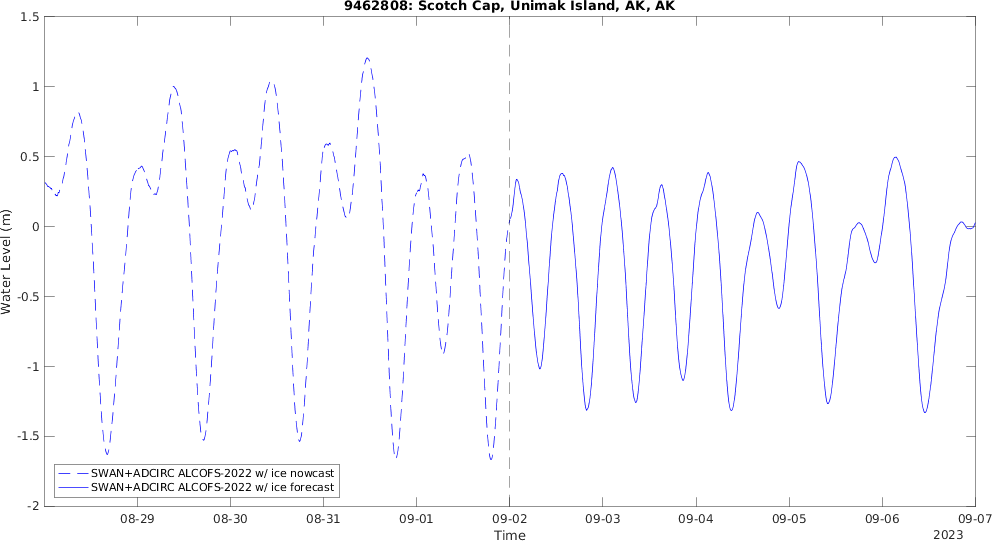 9462808: Scotch Cap, Unimak Island, AK, AK
1.5
1
0.5
0
-0.5
-1
-1.5
-2
Water Level (m)
SWAN+ADCIRC ALCOFS-2022 w/ ice nowcast
SWAN+ADCIRC ALCOFS-2022 w/ ice forecast
08-29 08-30 08-31 09-01 09-02 09-03 09-04 09-05 09-06 09-07
Time
2023